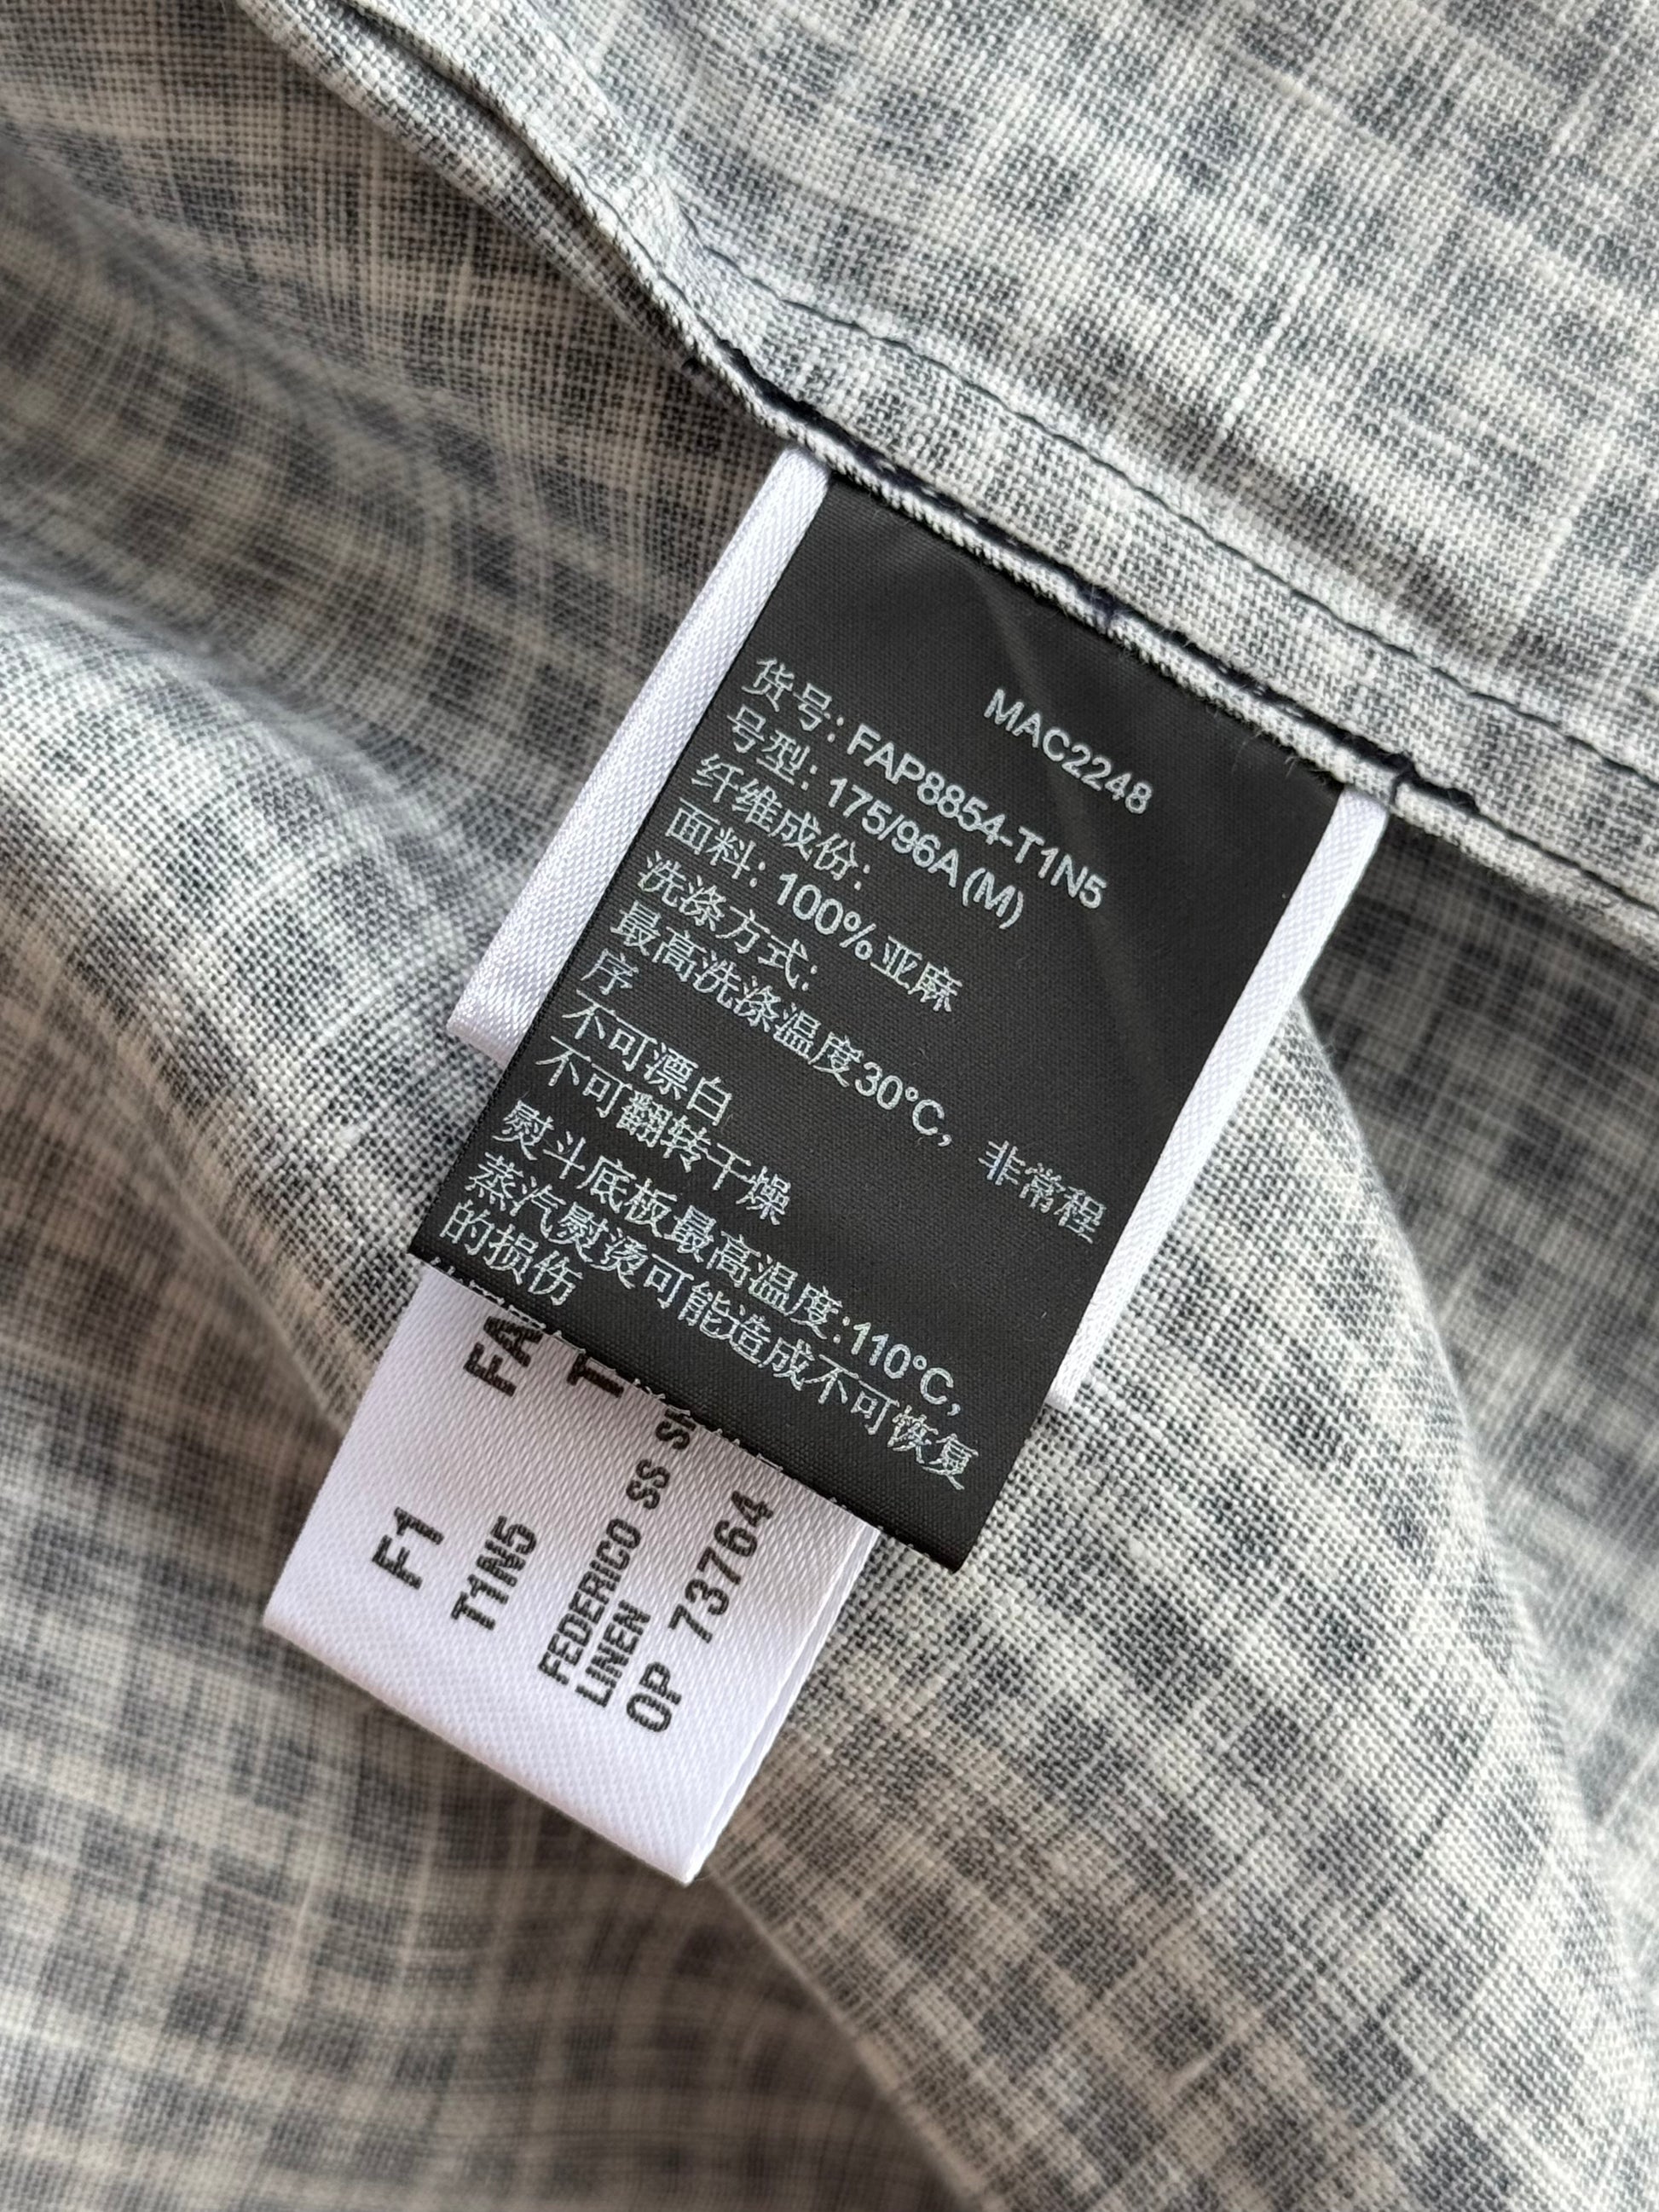 MAC2248
货号: FAP8854-T1N5
号型: 175/96A(M)
纤维成份:
面料: 100%亚麻
洗涤方式:
最高洗涤温度30°C, 非常程
序
不可漂白
不可翻转干燥
熨斗底板最高温度:110°C,
蒸汽熨烫可能造成不可恢复
的损伤
F1 FA
T1N5 T
FEDERICO SS
LINEN
OP 73764